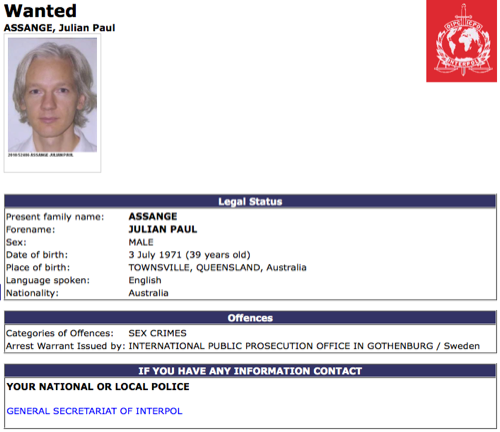 Wanted
ASSANGE, Julian Paul
2010/52486 ASSANGE JULIAN PAUL
Legal Status
Present family name: ASSANGE
Forename: JULIAN PAUL
Sex: MALE
Date of birth: 3 July 1971 (39 years old)
Place of birth: TOWNSVILLE, QUEENSLAND, Australia
Language spoken: English
Nationality: Australia
Offences
Categories of Offences: SEX CRIMES
Arrest Warrant Issued by: INTERNATIONAL PUBLIC PROSECUTION OFFICE IN GOTHENBURG / Sweden
IF YOU HAVE ANY INFORMATION CONTACT
YOUR NATIONAL OR LOCAL POLICE
GENERAL SECRETARIAT OF INTERPOL
OIPC ICPO
INTERPOL